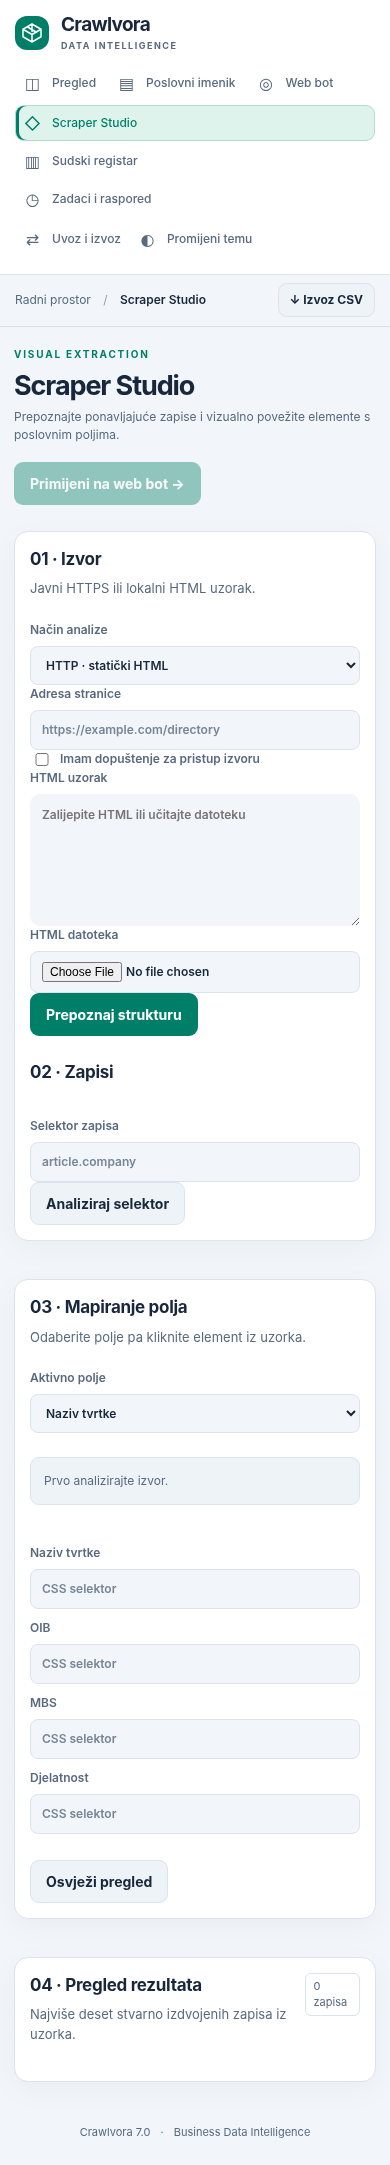 Crawlvora
DATA INTELLIGENCE
Pregled
Poslovni imenik
Web bot
Scraper Studio
Sudski registar
Zadaci i raspored
Uvoz i izvoz
Promijeni temu
Radni prostor / Scraper Studio
↓ Izvoz CSV
VISUAL EXTRACTION
Scraper Studio
Prepoznajte ponavljajuće zapise i vizualno povežite elemente s
poslovnim poljima.
Primijeni na web bot →
01 · Izvor
Javni HTTPS ili lokalni HTML uzorak.
Način analize
HTTP · statički HTML
Adresa stranice
https://example.com/directory
Imam dopuštenje za pristup izvoru
HTML uzorak
Zalijepite HTML ili učitajte datoteku
HTML datoteka
Choose File No file chosen
Prepoznaj strukturu
02 · Zapisi
Selektor zapisa
article.company
Analiziraj selektor
03 · Mapiranje polja
Odaberite polje pa kliknite element iz uzorka.
Aktivno polje
Naziv tvrtke
Prvo analizirajte izvor.
Naziv tvrtke
CSS selektor
OIB
CSS selektor
MBS
CSS selektor
Djelatnost
CSS selektor
Osvježi pregled
04 · Pregled rezultata
0
zapisa
Najviše deset stvarno izdvojenih zapisa iz
uzorka.
Crawlvora 7.0 · Business Data Intelligence